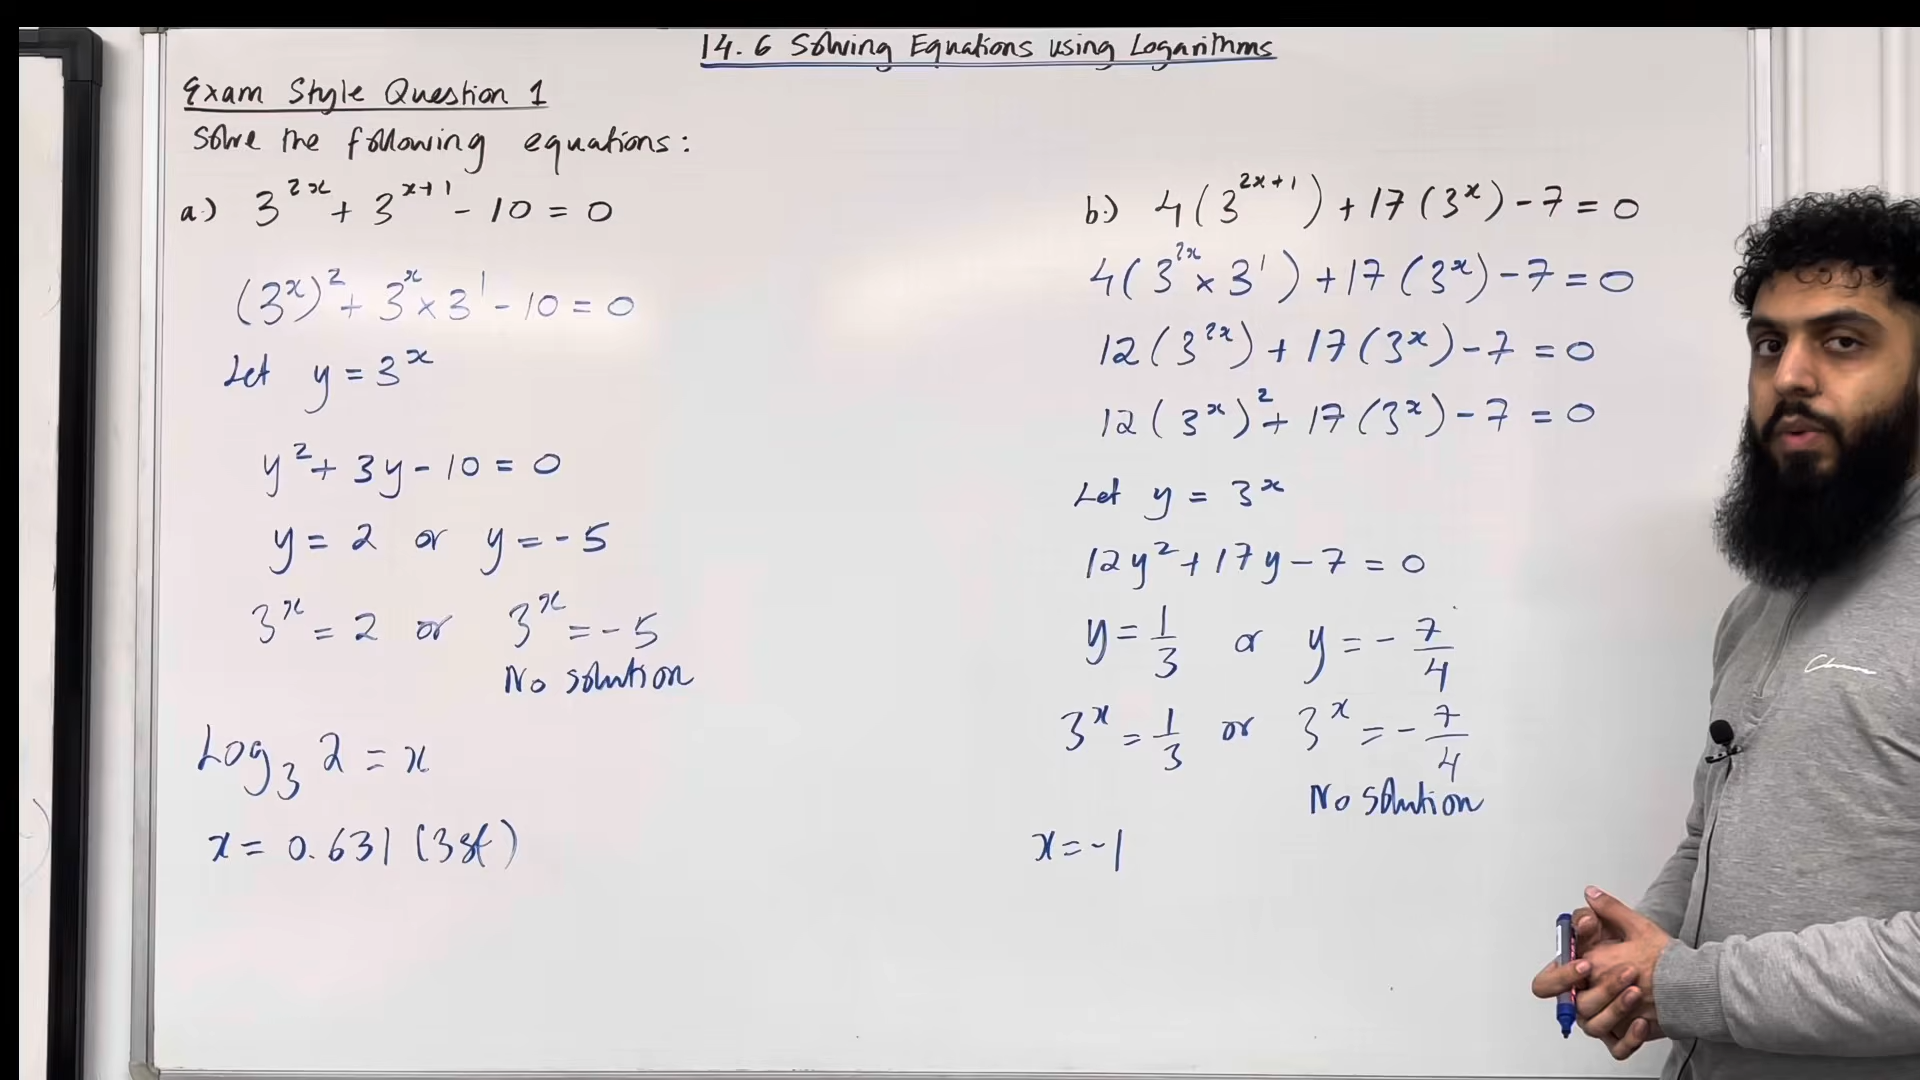 14.6 Solving Equations using Logarithms
Exam Style Question 1
Solve the following equations:
a.) 3^{2x} + 3^{x+1} - 10 = 0
(3^x)^2 + 3^x × 3^1 - 10 = 0
Let y = 3^x
y^2 + 3y - 10 = 0
y = 2 or y = -5
3^x = 2 or 3^x = -5
No solution
Log_3 2 = x
x = 0.631 (3sf)
b.) 4(3^{2x+1}) + 17(3^x) - 7 = 0
4(3^{2x} × 3^1) + 17(3^x) - 7 = 0
12(3^{2x}) + 17(3^x) - 7 = 0
12(3^x)^2 + 17(3^x) - 7 = 0
Let y = 3^x
12y^2 + 17y - 7 = 0
y = 1/3 or y = -7/4
3^x = 1/3 or 3^x = -7/4
No solution
x = -1